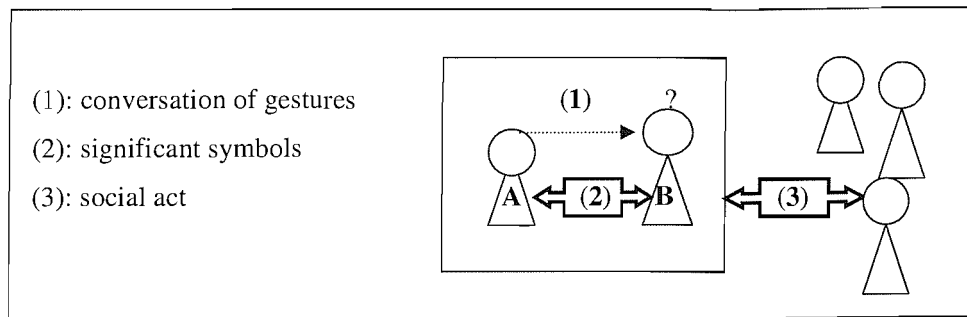 (1): conversation of gestures
(2): significant symbols
(3): social act
(1)
?
A
(2)
B
(3)